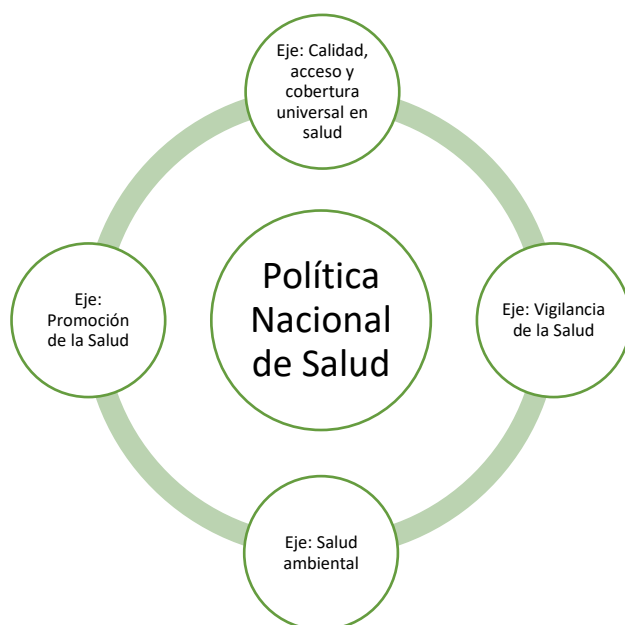 Eje: Calidad,
acceso y
cobertura
universal en
salud
Política
Nacional
de Salud
Eje:
Promoción
de la Salud
Eje: Vigilancia
de la Salud
Eje: Salud
ambiental